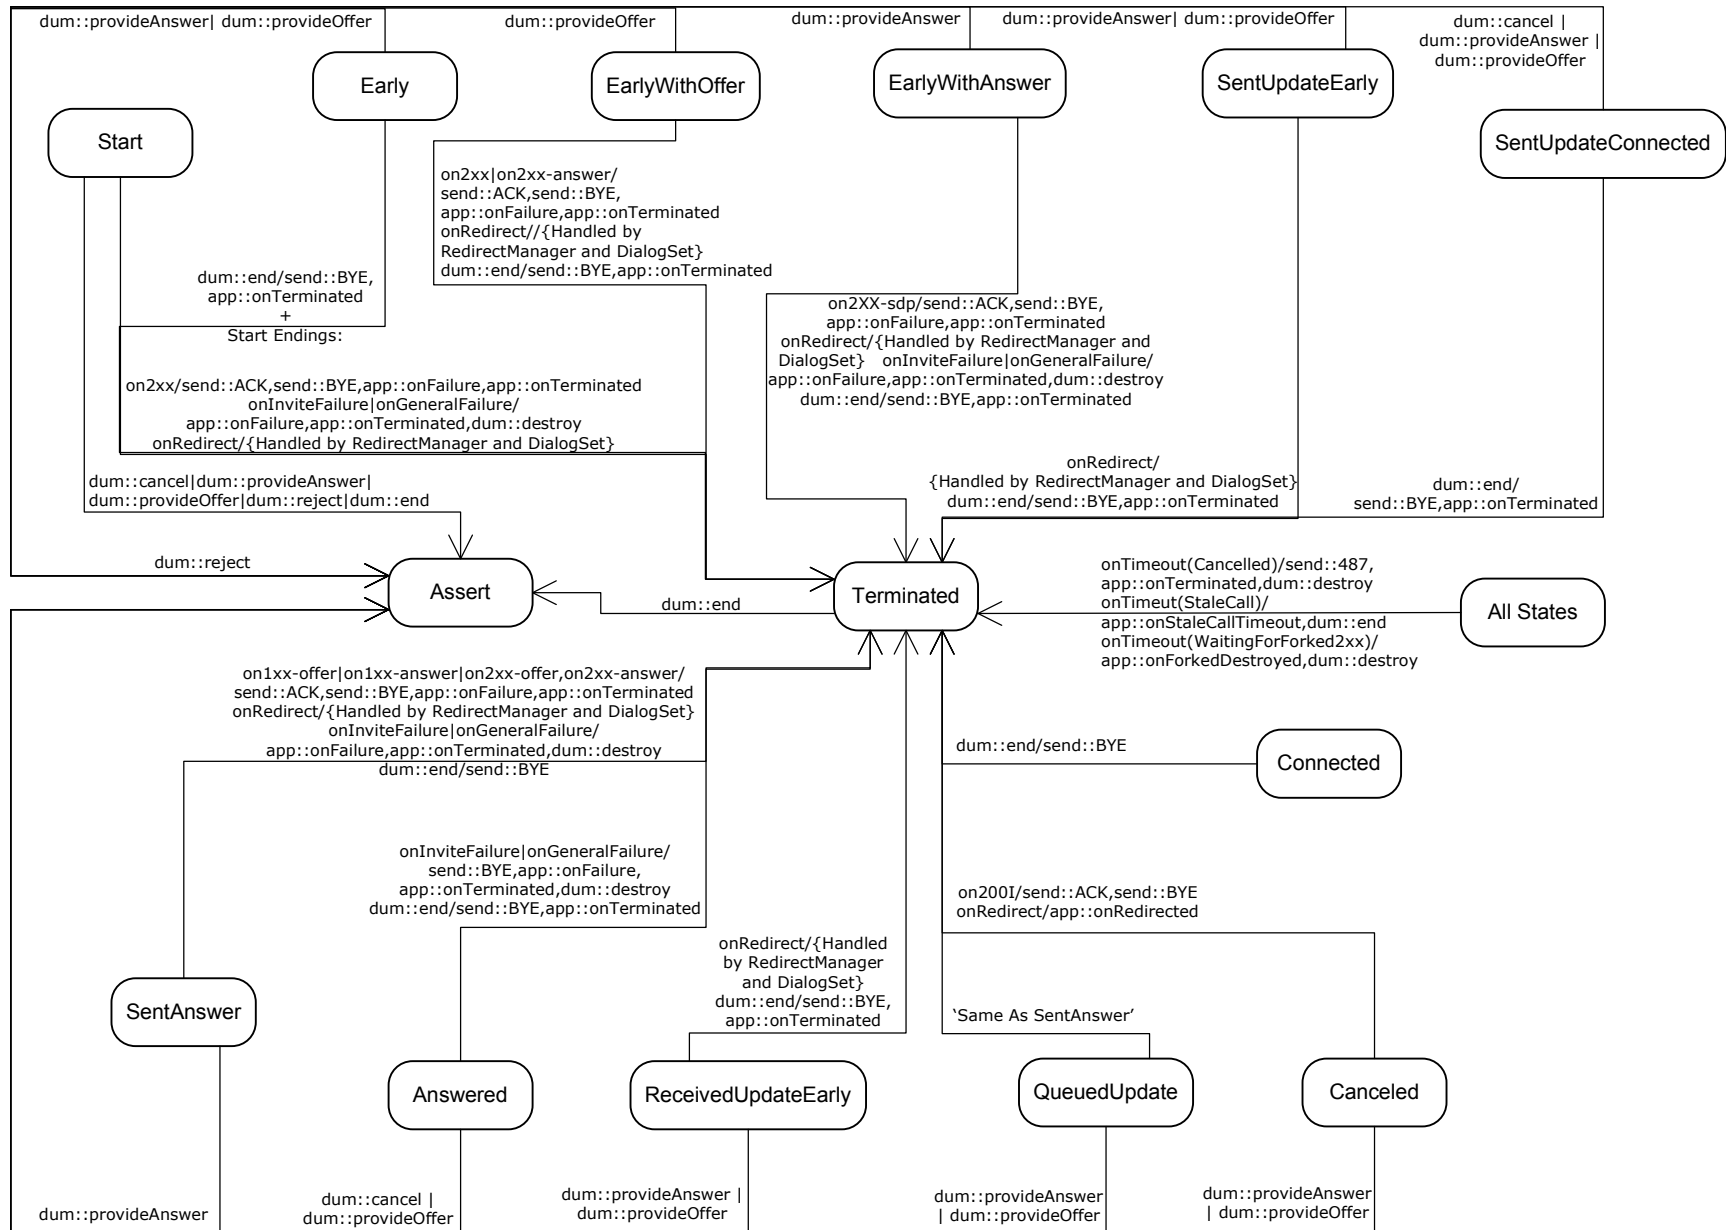 dum::provideAnswer| dum::provideOffer
dum::provideOffer
dum::provideAnswer
dum::provideAnswer| dum::provideOffer
dum::cancel |
dum::provideAnswer |
dum::provideOffer
Early
EarlyWithOffer
EarlyWithAnswer
SentUpdateEarly
Start
SentUpdateConnected
on2xx|on2xx-answer/
send::ACK,send::BYE,
app::onFailure,app::onTerminated
onRedirect//{Handled by
RedirectManager and DialogSet}
dum::end/send::BYE,app::onTerminated
dum::end/send::BYE,
app::onTerminated
+
Start Endings:
on2XX-sdp/send::ACK,send::BYE,
app::onFailure,app::onTerminated
onRedirect/{Handled by RedirectManager and
DialogSet}   onInviteFailure|onGeneralFailure/
app::onFailure,app::onTerminated,dum::destroy
dum::end/send::BYE,app::onTerminated
on2xx/send::ACK,send::BYE,app::onFailure,app::onTerminated
onInviteFailure|onGeneralFailure/
app::onFailure,app::onTerminated,dum::destroy
onRedirect/{Handled by RedirectManager and DialogSet}
dum::cancel|dum::provideAnswer|
dum::provideOffer|dum::reject|dum::end
onRedirect/
{Handled by RedirectManager and DialogSet}
dum::end/send::BYE,app::onTerminated
dum::end/
send::BYE,app::onTerminated
dum::reject
Assert
dum::end
Terminated
onTimeout(Cancelled)/send::487,
app::onTerminated,dum::destroy
onTimeut(StaleCall)/
app::onStaleCallTimeout,dum::end
onTimeout(WaitingForForked2xx)/
app::onForkedDestroyed,dum::destroy
All States
on1xx-offer|on1xx-answer|on2xx-offer,on2xx-answer/
send::ACK,send::BYE,app::onFailure,app::onTerminated
onRedirect/{Handled by RedirectManager and DialogSet}
onInviteFailure|onGeneralFailure/
app::onFailure,app::onTerminated,dum::destroy
dum::end/send::BYE
dum::end/send::BYE
Connected
onInviteFailure|onGeneralFailure/
send::BYE,app::onFailure,
app::onTerminated,dum::destroy
dum::end/send::BYE,app::onTerminated
on200I/send::ACK,send::BYE
onRedirect/app::onRedirected
onRedirect/{Handled
by RedirectManager
and DialogSet}
dum::end/send::BYE,
app::onTerminated
‘Same As SentAnswer’
SentAnswer
Answered
ReceivedUpdateEarly
QueuedUpdate
Canceled
dum::provideAnswer
dum::cancel |
dum::provideOffer
dum::provideAnswer |
dum::provideOffer
dum::provideAnswer
| dum::provideOffer
dum::provideAnswer
| dum::provideOffer